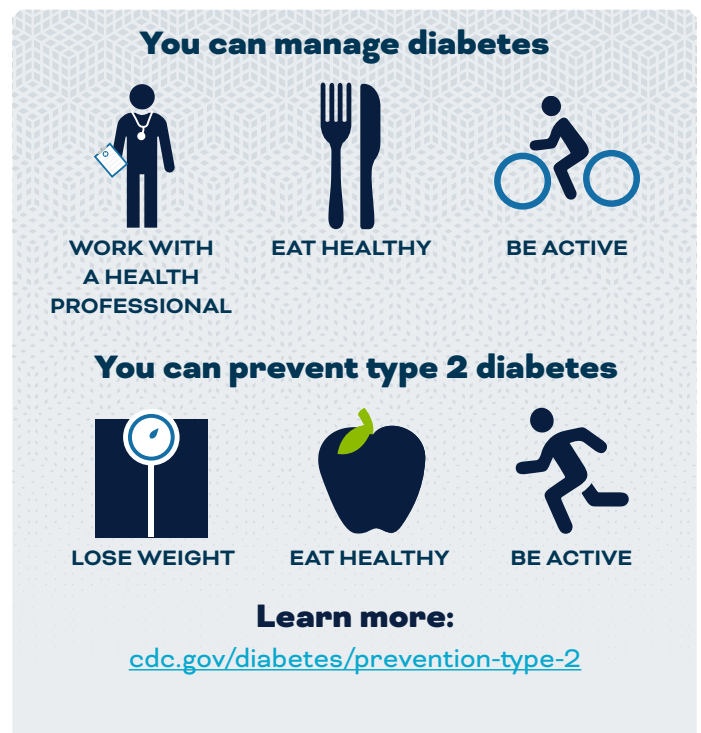 You can manage diabetes
WORK WITH
A HEALTH
PROFESSIONAL
EAT HEALTHY
BE ACTIVE
You can prevent type 2 diabetes
LOSE WEIGHT
EAT HEALTHY
BE ACTIVE
Learn more:
cdc.gov/diabetes/prevention-type-2